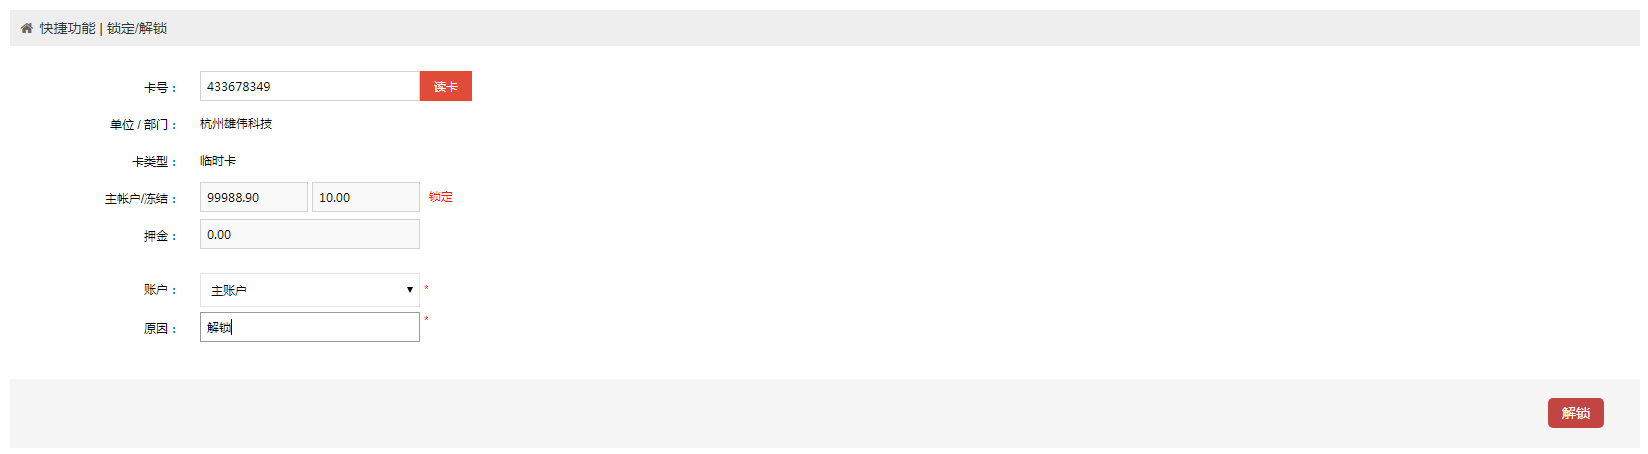 快捷功能 | 锁定/解锁
卡号： 433678349 读卡
单位 / 部门： 杭州雄伟科技
卡类型： 临时卡
主帐户/冻结： 99988.90 10.00 锁定
押金： 0.00
账户： 主账户 *
原因： 解锁 *
解锁